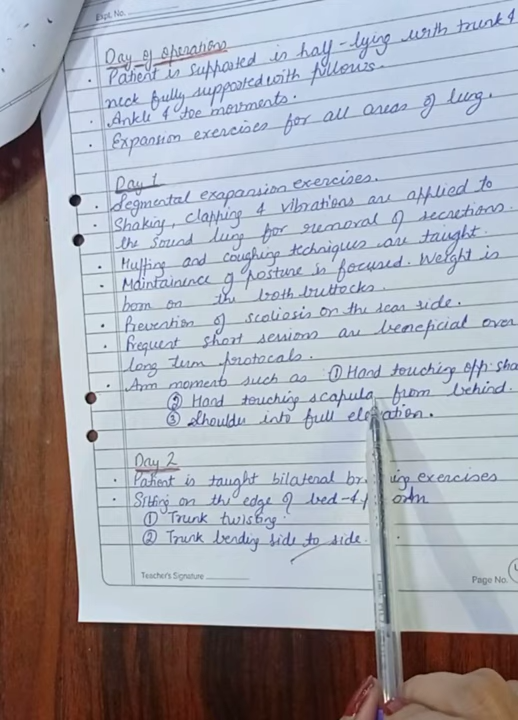 Expt. No.
Day of operations
• Patient is supported in half-lying with trunk &
neck fully supported with pillows.
• Ankle & toe movments.
• Expansion exercises for all areas of lung.
Day 1
• Segmental exapansion exercises.
• Shaking, clapping & vibrations are applied to
the sound lung for removal of secretions.
• Huffing and coughing techniques are taught.
• Maintainence of posture is focused. Weight is
born on the both buttocks.
• Prevention of scoliosis on the scar side.
• Frequent short sessions are beneficial over
long term protocals.
• Arm moments such as ① Hand touching opp. sho
② Hand touching scapula from behind.
③ Shoulder into full elevation.
Day 2
• Patient is taught bilateral exercises
• Sitting on the edge of bed
① Trunk twisting
② Trunk bending side to side.
Teacher's Signature
Page No.